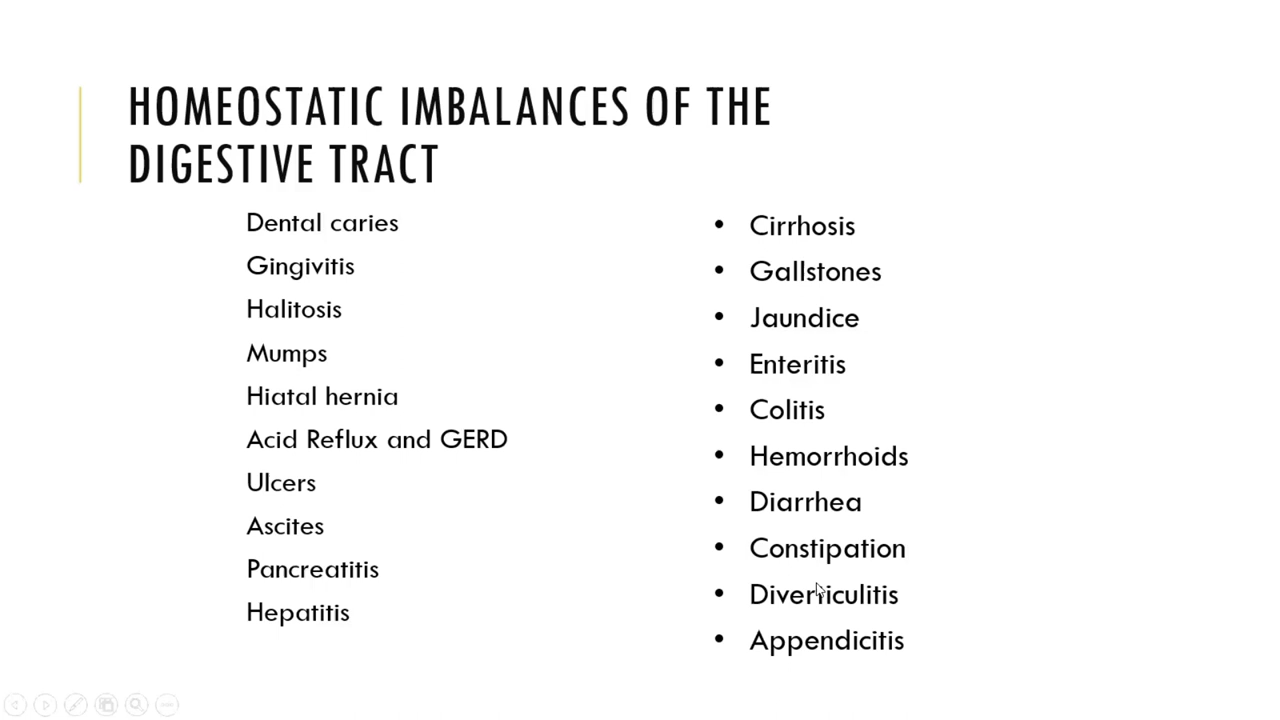 HOMEOSTATIC IMBALANCES OF THE
DIGESTIVE TRACT
Dental caries
Gingivitis
Halitosis
Mumps
Hiatal hernia
Acid Reflux and GERD
Ulcers
Ascites
Pancreatitis
Hepatitis
• Cirrhosis
• Gallstones
• Jaundice
• Enteritis
• Colitis
• Hemorrhoids
• Diarrhea
• Constipation
• Diverticulitis
• Appendicitis